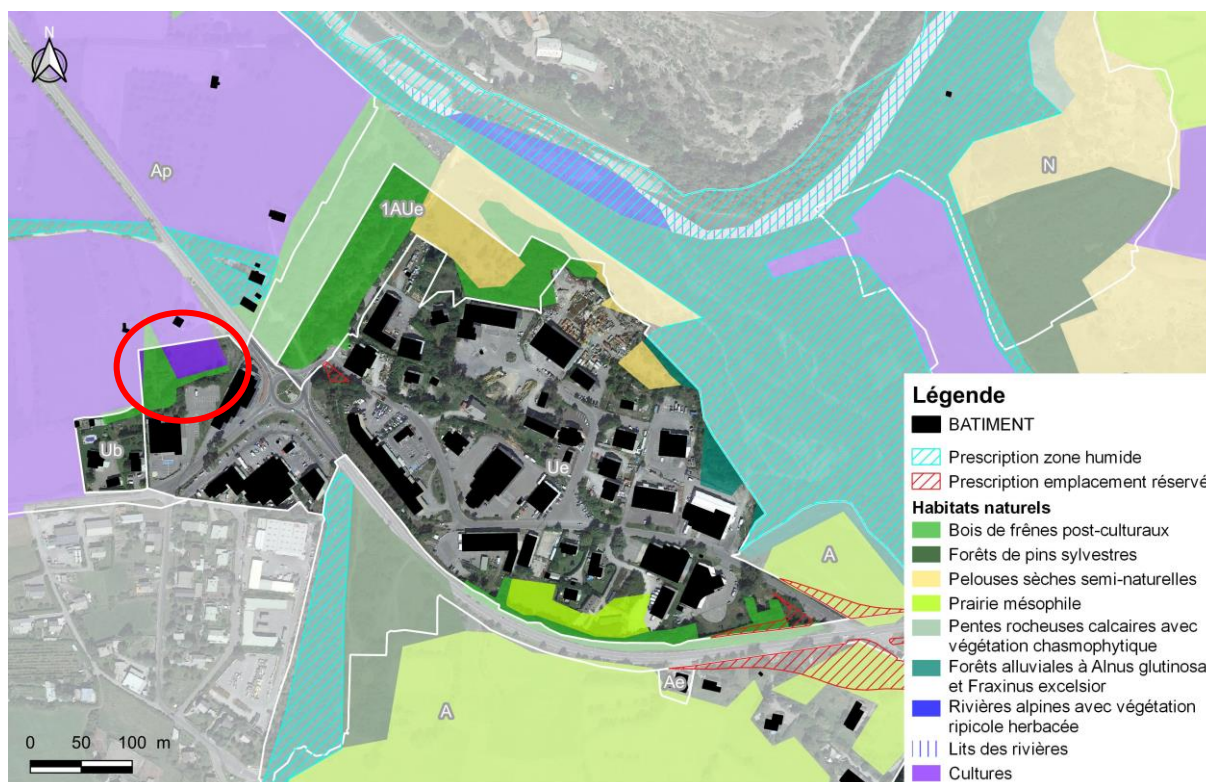 N
Ap
1AUe
N
Ub
Ue
A
Ae
A
0 50 100 m
Légende
BATIMENT
Prescription zone humide
Prescription emplacement réservé
Habitats naturels
Bois de frênes post-culturaux
Forêts de pins sylvestres
Pelouses sèches semi-naturelles
Prairie mésophile
Pentes rocheuses calcaires avec
végétation chasmophytique
Forêts alluviales à Alnus glutinosa
et Fraxinus excelsior
Rivières alpines avec végétation
ripicole herbacée
Lits des rivières
Cultures